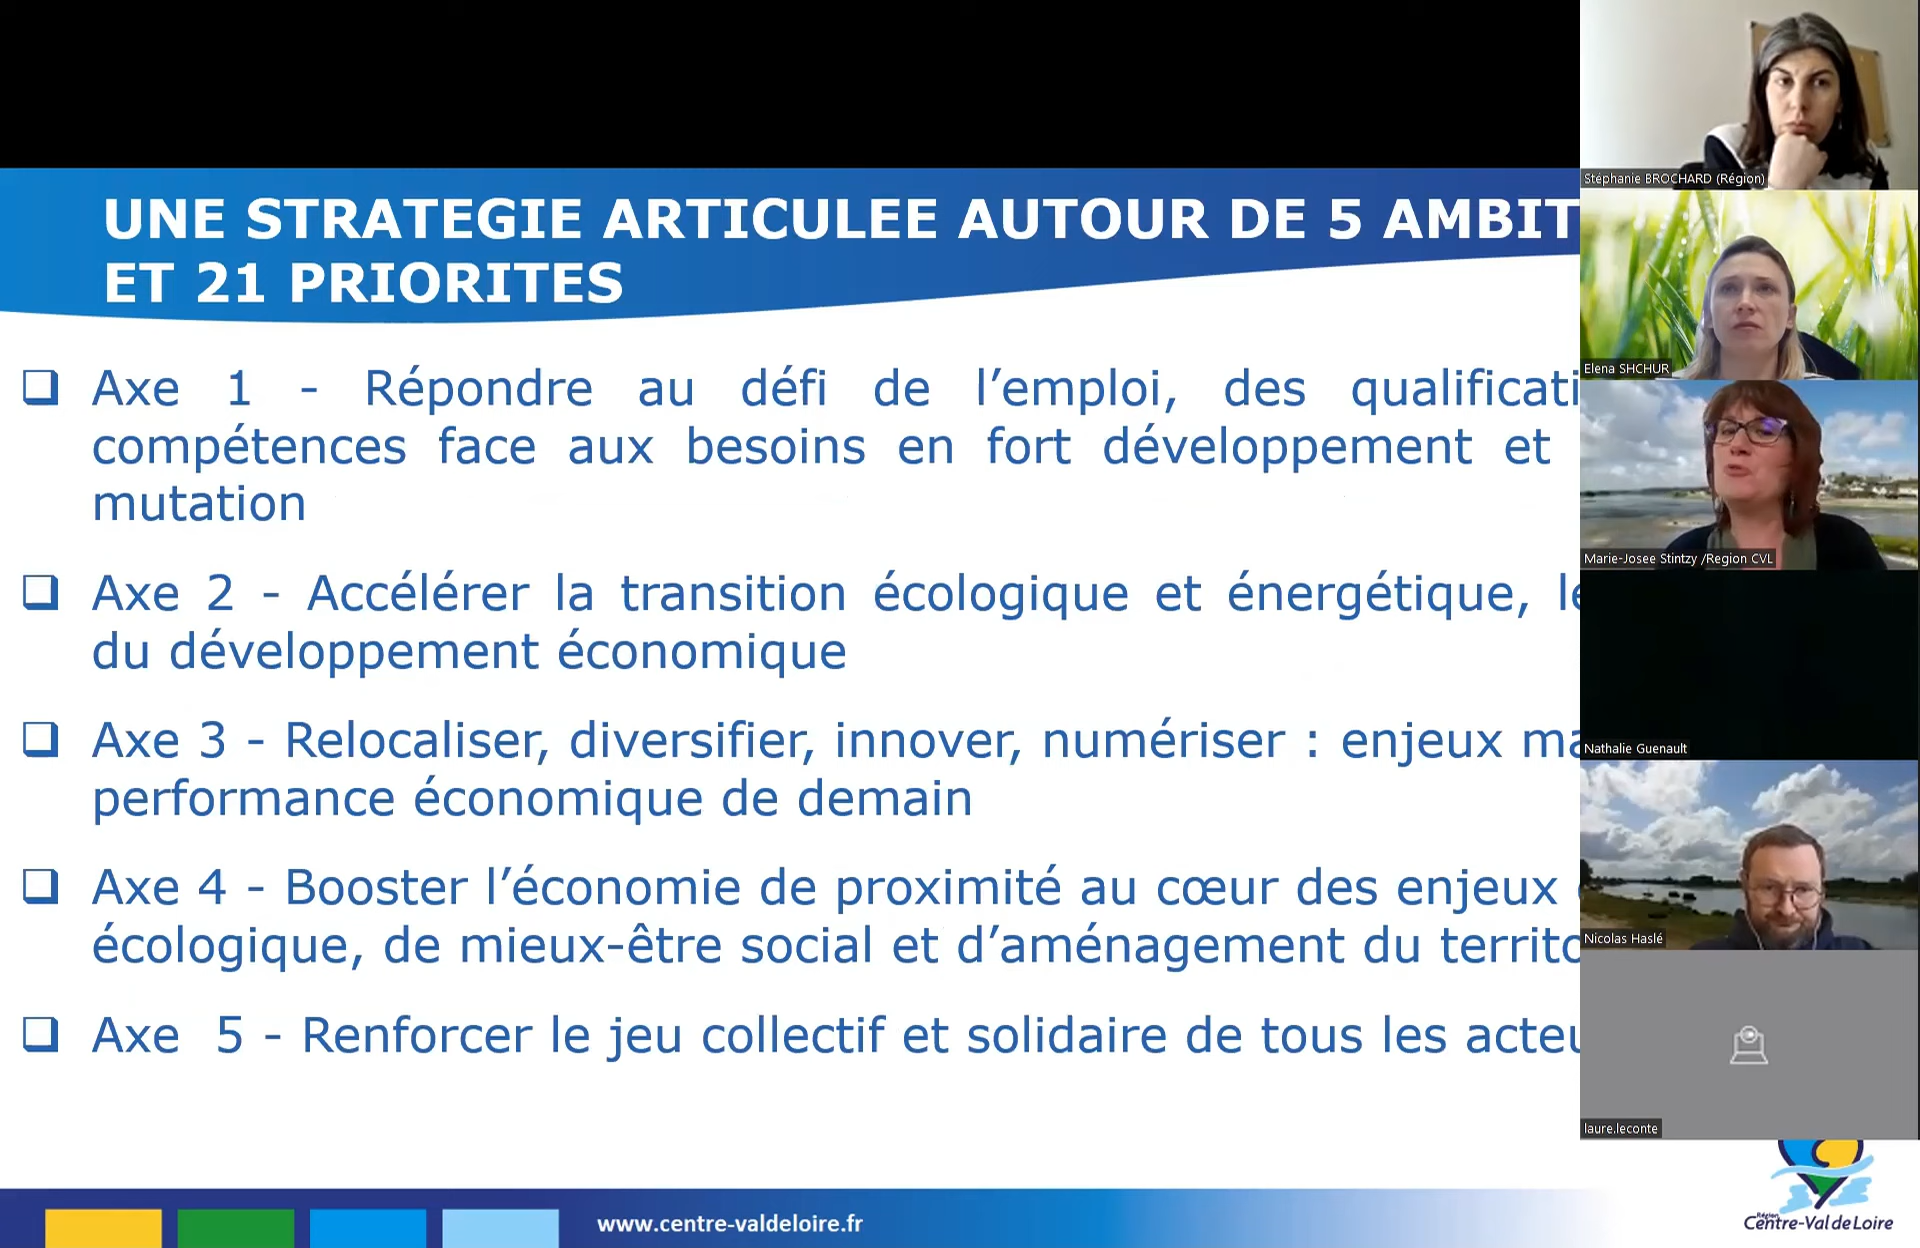 UNE STRATEGIE ARTICULEE AUTOUR DE 5 AMBIT
ET 21 PRIORITES
Axe 1 - Répondre au défi de l’emploi, des qualificati
compétences face aux besoins en fort développement et
mutation
Axe 2 - Accélérer la transition écologique et énergétique, le
du développement économique
Axe 3 - Relocaliser, diversifier, innover, numériser : enjeux ma
performance économique de demain
Axe 4 - Booster l’économie de proximité au cœur des enjeux
écologique, de mieux-être social et d’aménagement du territo
Axe 5 - Renforcer le jeu collectif et solidaire de tous les acteu
www.centre-valdeloire.fr
Stéphanie BROCHARD (Région)
Elena SHCHUR
Marie-Josee Stintzy /Region CVL
Nathalie Guenault
Nicolas Haslé
laure.leconte
Région
Centre-Val de Loire